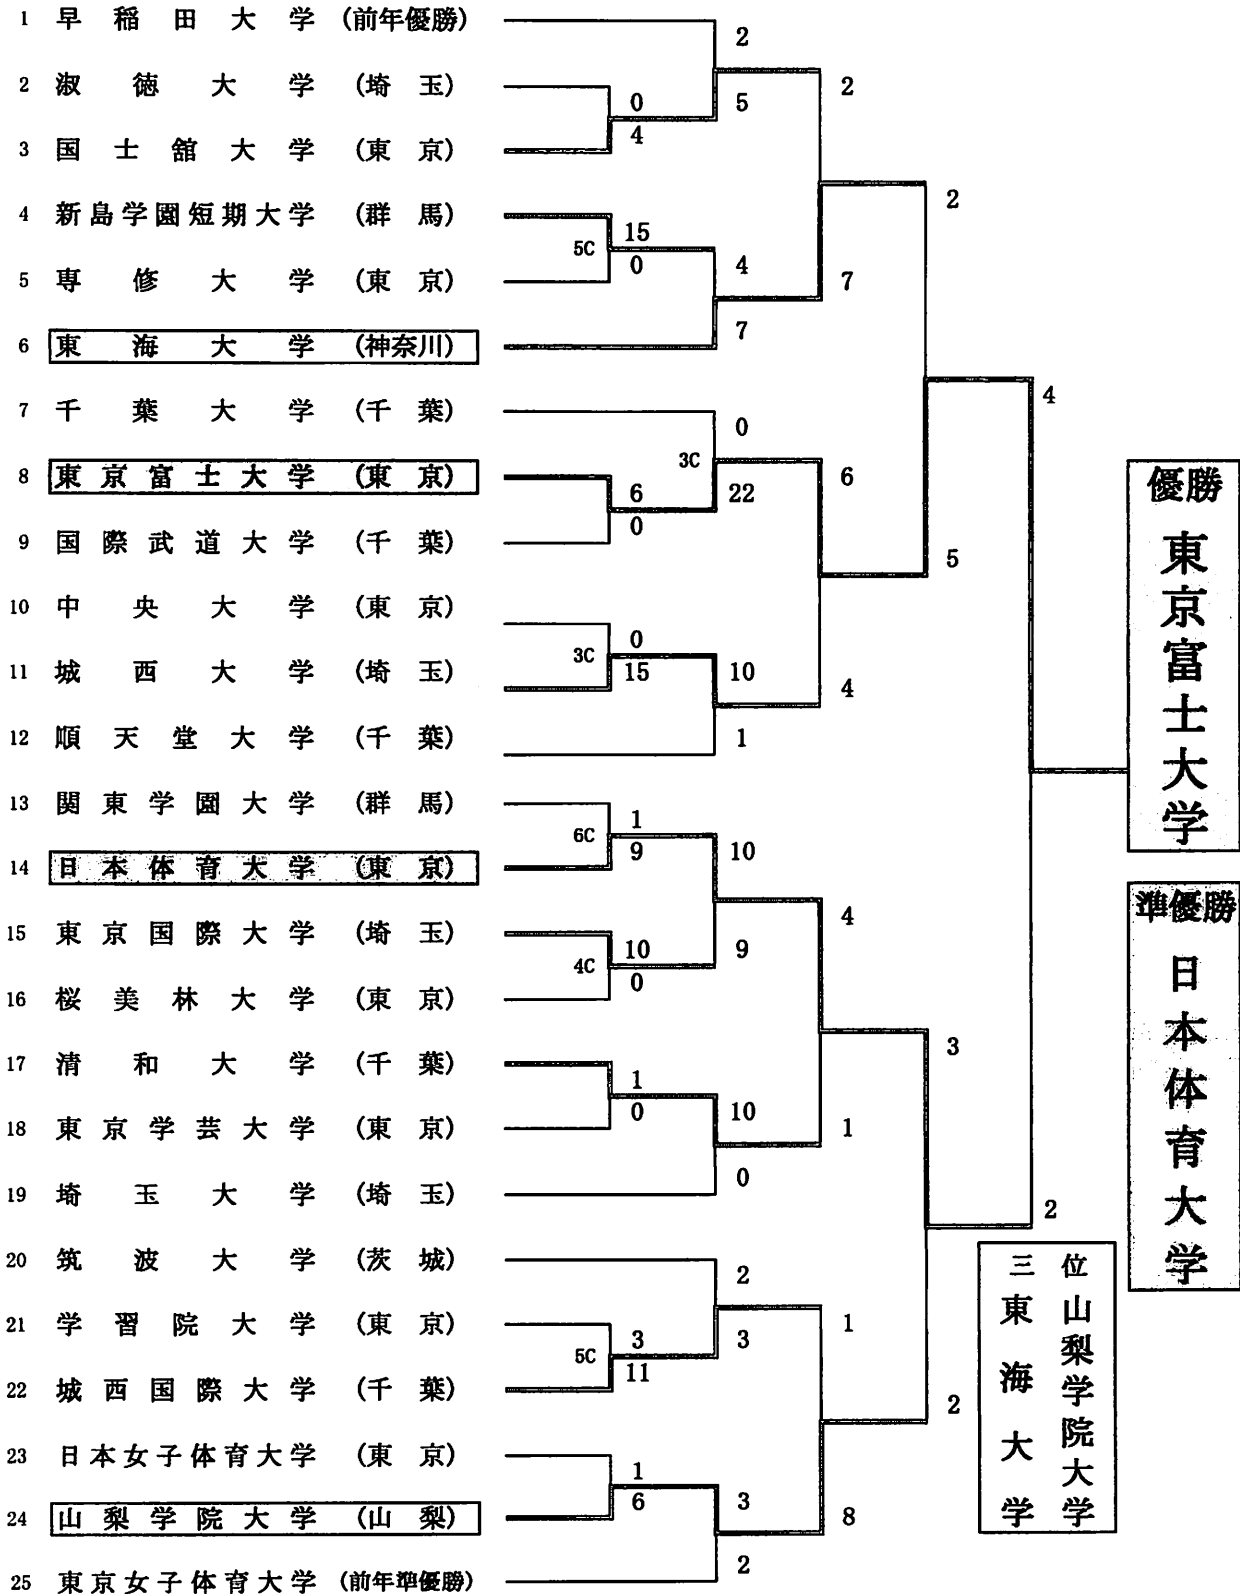 1 早稲田大学 (前年優勝)
2 淑徳大学 (埼玉)
3 国士舘大学 (東京)
4 新島学園短期大学 (群馬)
5 専修大学 (東京)
6 東海大学 (神奈川)
7 千葉大学 (千葉)
8 東京富士大学 (東京)
9 国際武道大学 (千葉)
10 中央大学 (東京)
11 城西大学 (埼玉)
12 順天堂大学 (千葉)
13 関東学園大学 (群馬)
14 日本体育大学 (東京)
15 東京国際大学 (埼玉)
16 桜美林大学 (東京)
17 清和大学 (千葉)
18 東京学芸大学 (東京)
19 埼玉大学 (埼玉)
20 筑波大学 (茨城)
21 学習院大学 (東京)
22 城西国際大学 (千葉)
23 日本女子体育大学 (東京)
24 山梨学院大学 (山梨)
25 東京女子体育大学 (前年準優勝)
0
4
5C
15
0
6
0
3C
0
15
6C
1
9
4C
10
0
1
0
5C
3
11
1
6
2
5
4
7
3C
0
22
10
1
10
9
10
0
2
3
3
2
2
7
6
4
4
1
1
8
2
5
3
2
4
2
優勝
東京富士大学
準優勝
日本体育大学
三位
山梨学院大学
東海大学